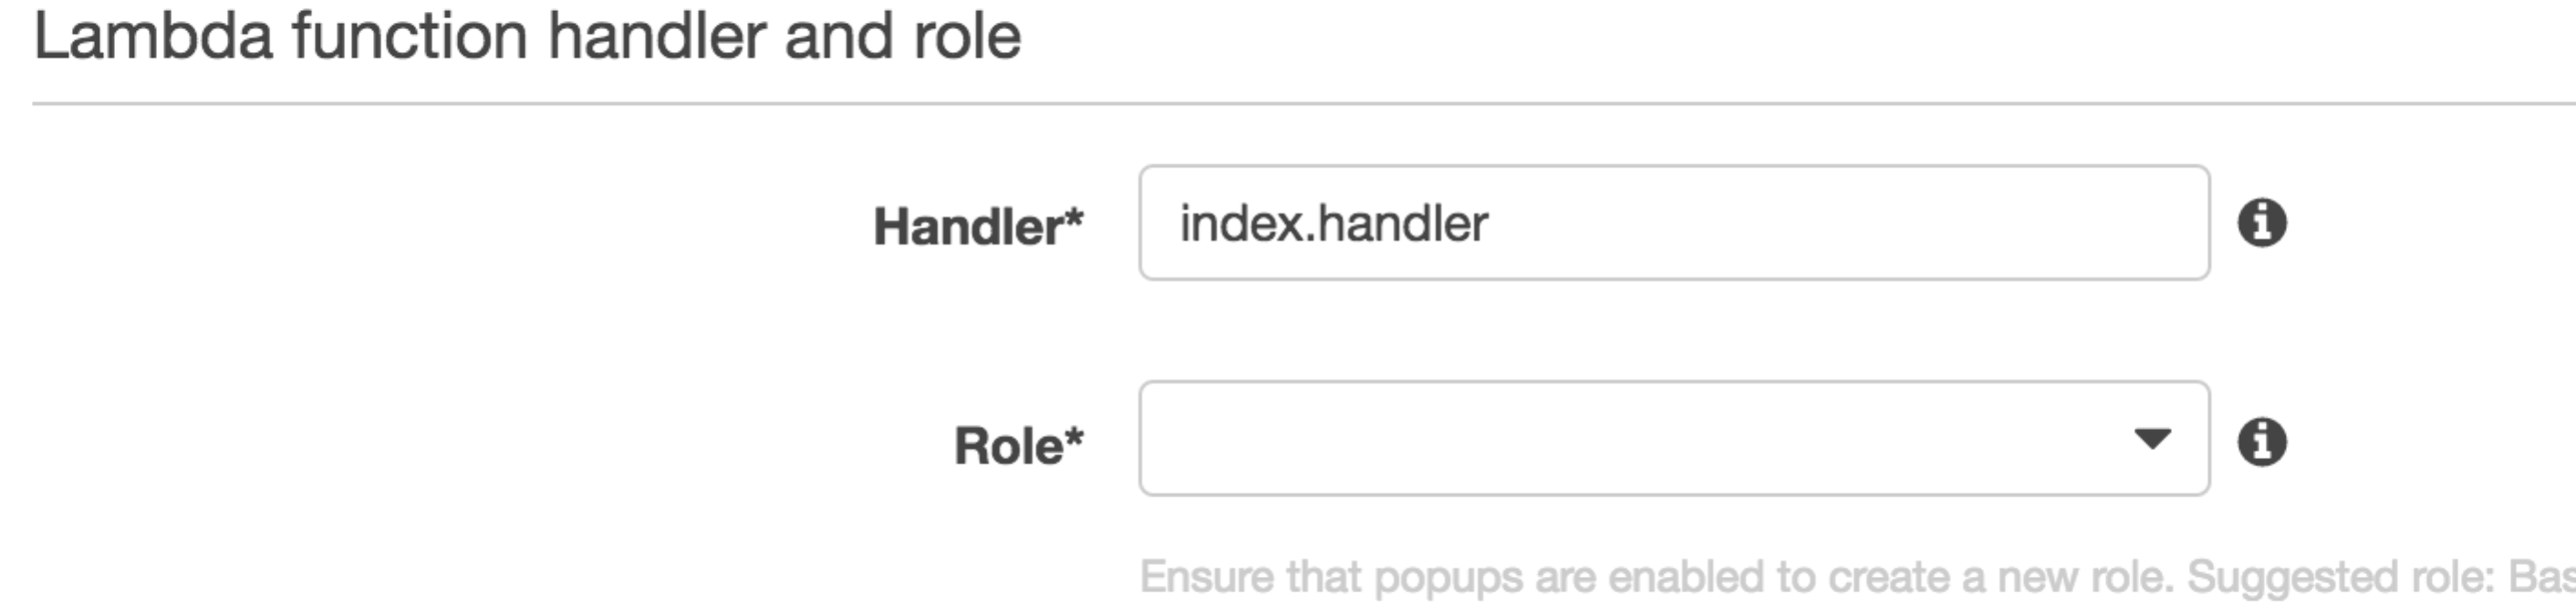 Lambda function handler and role
Handler* index.handler
Role*
Ensure that popups are enabled to create a new role. Suggested role: